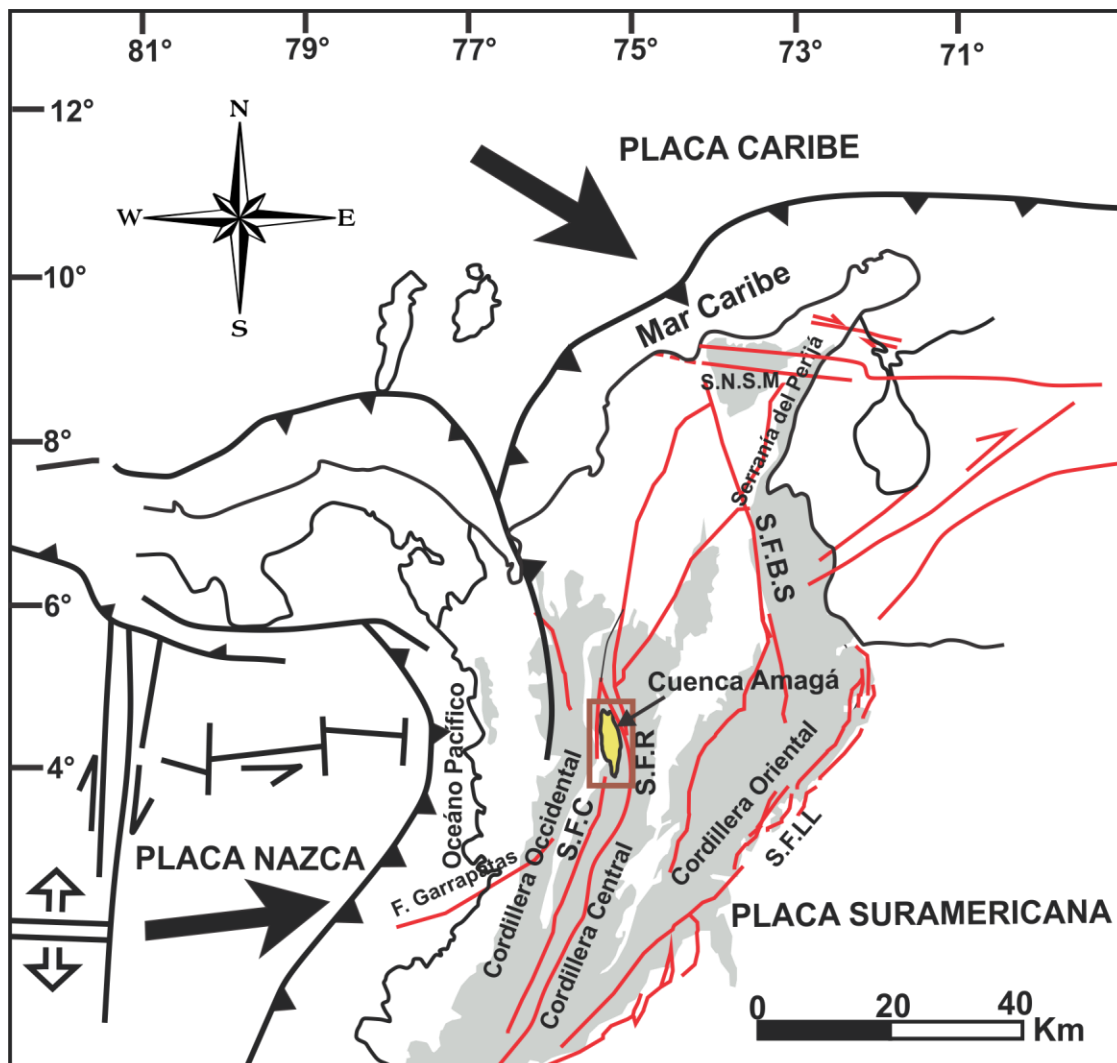 81° 79° 77° 75° 73° 71°
12°
10°
8°
6°
4°
N
W E
S
PLACA CARIBE
Mar Caribe
S.N.S.M
Serranía del Perijá
S.F.B.S
Cuenca Amagá
S.F.R
Océano Pacífico
Cordillera Occidental
S.F.C
Cordillera Oriental
S.F.LL
PLACA NAZCA
F. Garrapatas
Cordillera Central
PLACA SURAMERICANA
0 20 40
Km